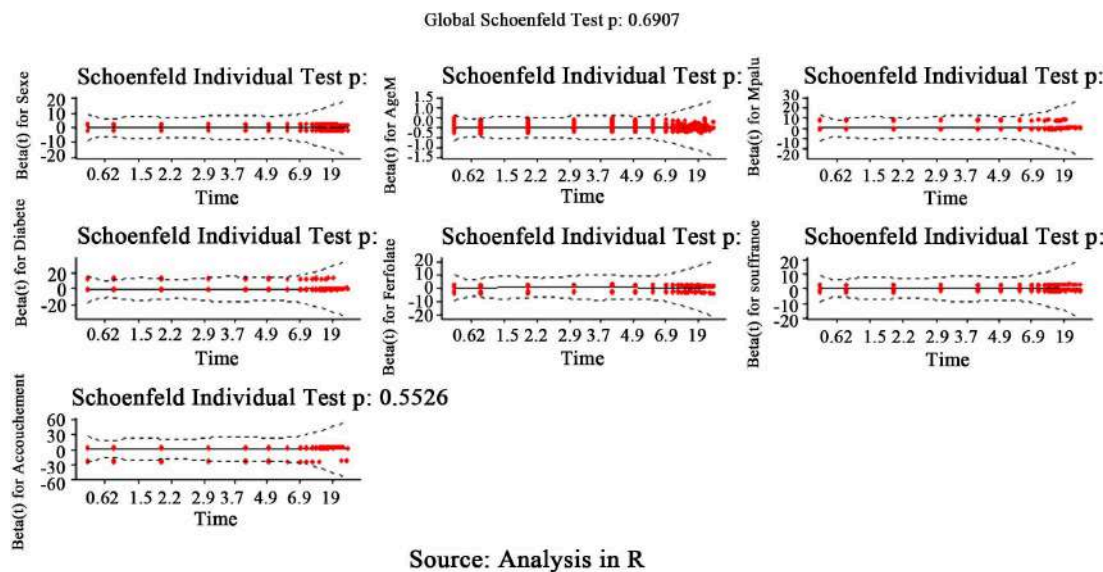 Global Schoenfeld Test p: 0.6907
Schoenfeld Individual Test p:
Beta(t) for Sexe
20
10
0
-10
-20
0.62 1.5 2.2 2.9 3.7 4.9 6.9 19
Time
Schoenfeld Individual Test p:
Beta(t) for AgeM
1.5
1.0
0.5
-0.5
-1.5
0.62 1.5 2.2 2.9 3.7 4.9 6.9 19
Time
Schoenfeld Individual Test p:
Beta(t) for Mpalu
30
20
10
0
-10
-20
0.62 1.5 2.2 2.9 3.7 4.9 6.9 19
Time
Schoenfeld Individual Test p:
Beta(t) for Diabete
20
0
-20
0.62 1.5 2.2 2.9 3.7 4.9 6.9 19
Time
Schoenfeld Individual Test p:
Beta(t) for Ferfolate
20
10
0
-10
-20
0.62 1.5 2.2 2.9 3.7 4.9 6.9 19
Time
Schoenfeld Individual Test p:
Beta(t) for souffranoe
20
10
0
-10
-20
0.62 1.5 2.2 2.9 3.7 4.9 6.9 19
Time
Schoenfeld Individual Test p: 0.5526
Beta(t) for Accouchement
60
30
0
-30
-60
0.62 1.5 2.2 2.9 3.7 4.9 6.9 19
Time
Source: Analysis in R